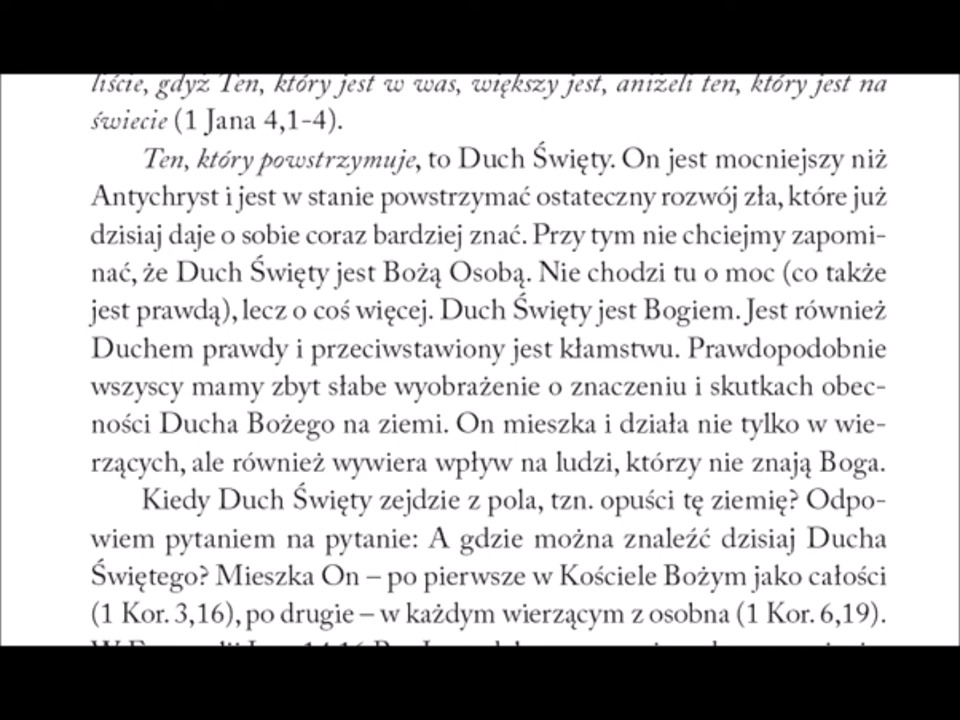 liście, gdyż Ten, który jest w was, większy jest, aniżeli ten, który jest na
świecie (1 Jana 4,1-4).
Ten, który powstrzymuje, to Duch Święty. On jest mocniejszy niż
Antychryst i jest w stanie powstrzymać ostateczny rozwój zła, które już
dzisiaj daje o sobie coraz bardziej znać. Przy tym nie chciejmy zapomi-
nać, że Duch Święty jest Bożą Osobą. Nie chodzi tu o moc (co także
jest prawdą), lecz o coś więcej. Duch Święty jest Bogiem. Jest również
Duchem prawdy i przeciwstawiony jest kłamstwu. Prawdopodobnie
wszyscy mamy zbyt słabe wyobrażenie o znaczeniu i skutkach obec-
ności Ducha Bożego na ziemi. On mieszka i działa nie tylko w wie-
rzących, ale również wywiera wpływ na ludzi, którzy nie znają Boga.
Kiedy Duch Święty zejdzie z pola, tzn. opuści tę ziemię? Odpo-
wiem pytaniem na pytanie: A gdzie można znaleźć dzisiaj Ducha
Świętego? Mieszka On – po pierwsze w Kościele Bożym jako całości
(1 Kor. 3,16), po drugie – w każdym wierzącym z osobna (1 Kor. 6,19).